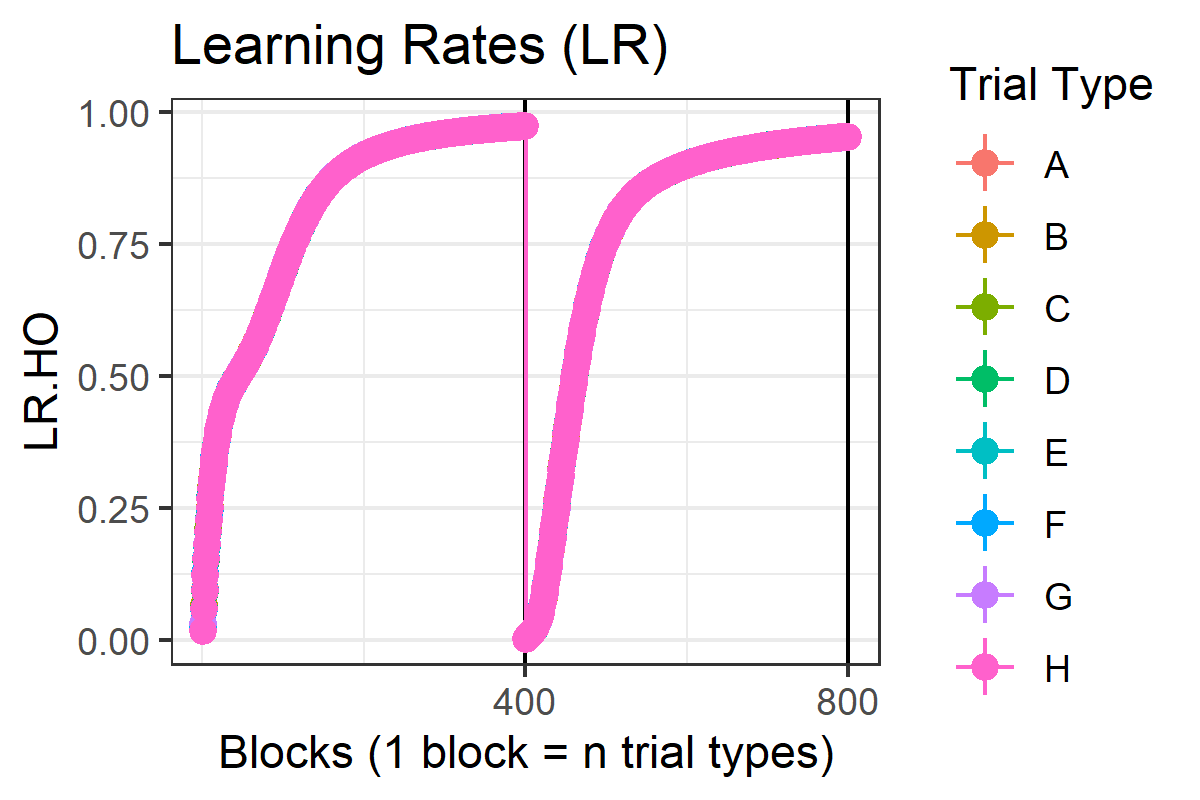 Learning Rates (LR)
LR.HO
1.00
0.75
0.50
0.25
0.00
400
800
Blocks (1 block = n trial types)
Trial Type
A
B
C
D
E
F
G
H